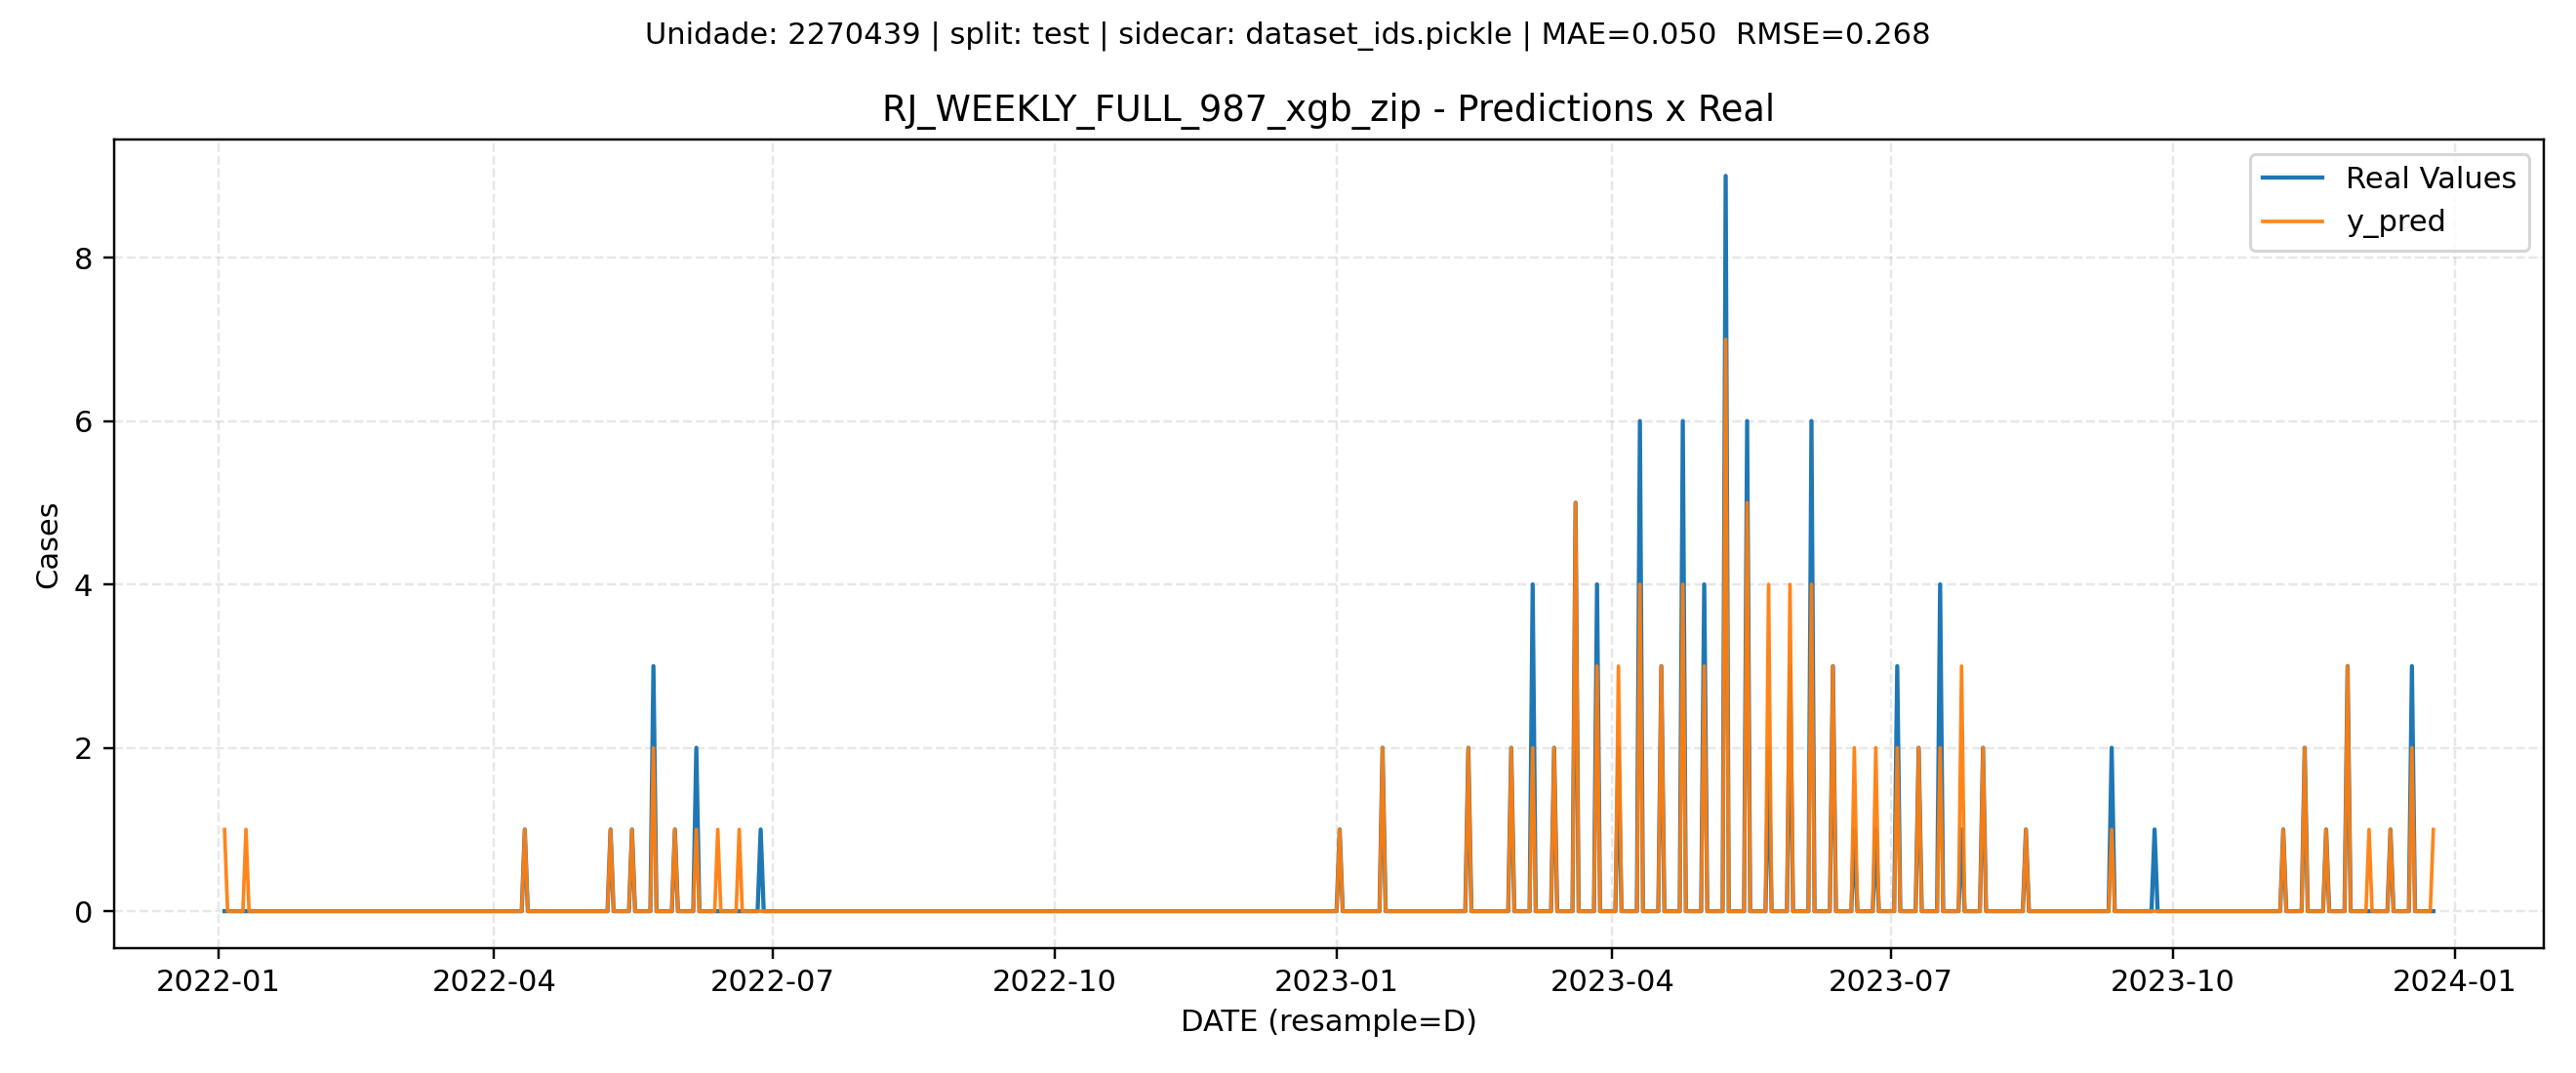 Unidade: 2270439 | split: test | sidecar: dataset_ids.pickle | MAE=0.050  RMSE=0.268
RJ_WEEKLY_FULL_987_xgb_zip - Predictions x Real
Real Values
y_pred
Cases
8
6
4
2
0
2022-01
2022-04
2022-07
2022-10
2023-01
2023-04
2023-07
2023-10
2024-01
DATE (resample=D)